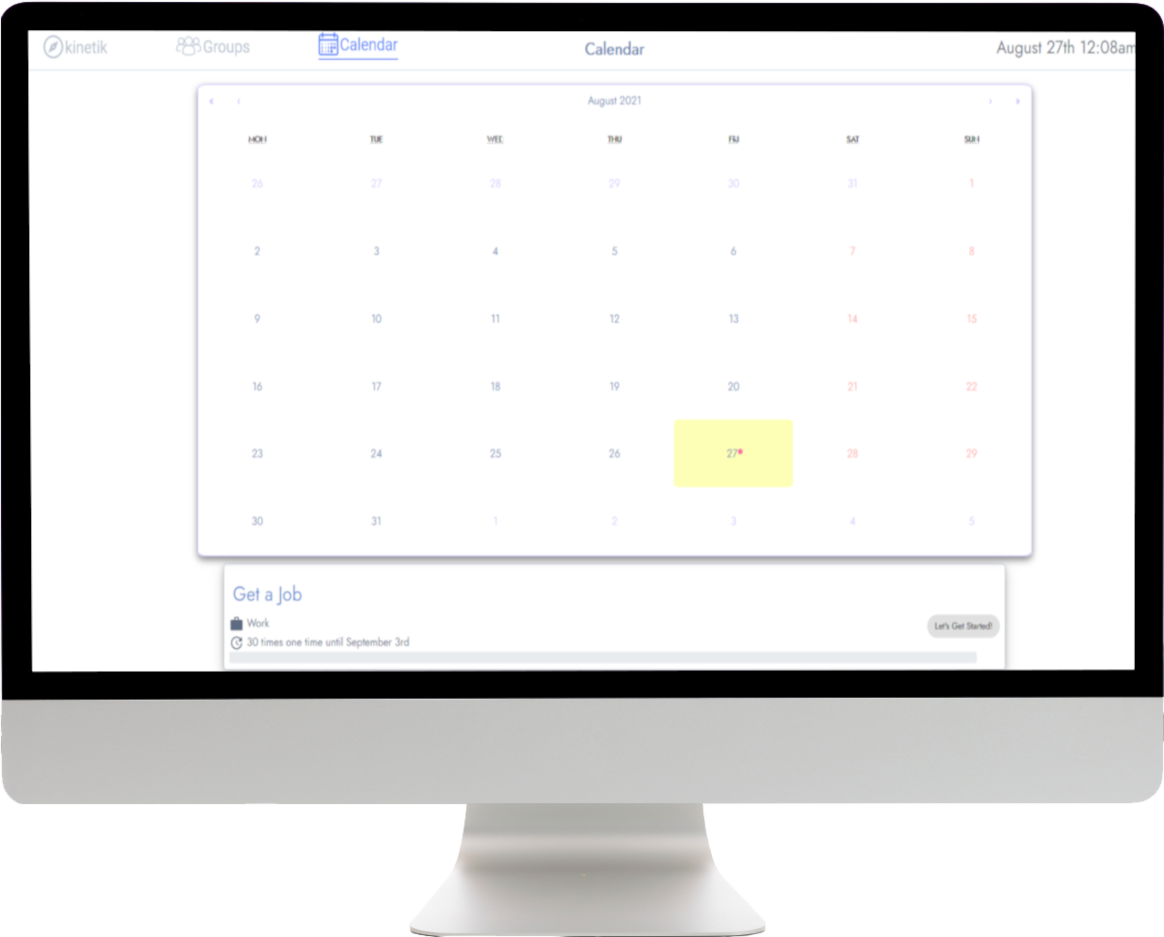 kinetik Groups Calendar Calendar August 27th 12:08am
« ‹ August 2021 › »
MON TUE WED THU FRI SAT SUN
26 27 28 29 30 31 1
2 3 4 5 6 7 8
9 10 11 12 13 14 15
16 17 18 19 20 21 22
23 24 25 26 27 28 29
30 31 1 2 3 4 5
Get a Job
Work
Let's Get Started!
30 times one time until September 3rd